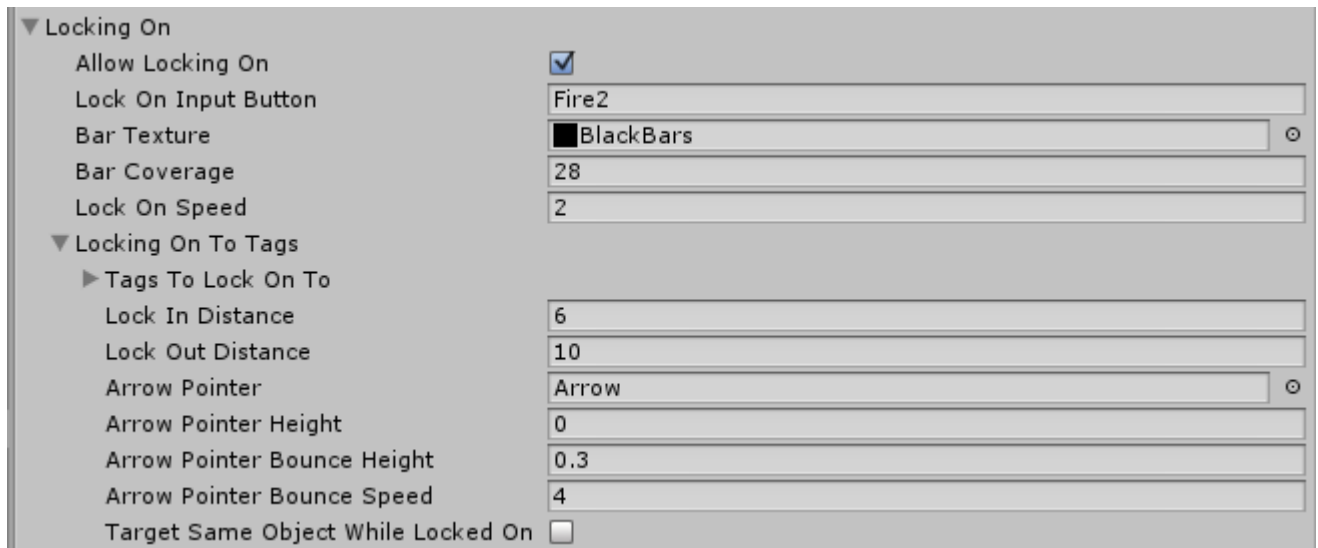 Locking On
Allow Locking On
Lock On Input Button Fire2
Bar Texture BlackBars
Bar Coverage 28
Lock On Speed 2
Locking On To Tags
Tags To Lock On To
Lock In Distance 6
Lock Out Distance 10
Arrow Pointer Arrow
Arrow Pointer Height 0
Arrow Pointer Bounce Height 0.3
Arrow Pointer Bounce Speed 4
Target Same Object While Locked On